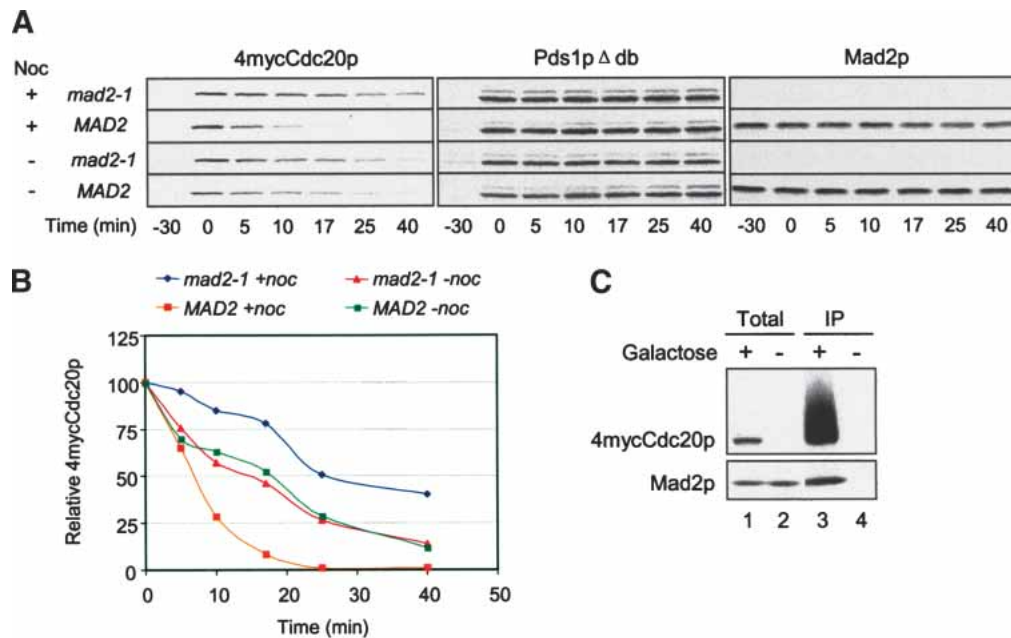 A
Noc
4mycCdc20p
Pds1p Δ db
Mad2p
+ mad2-1
+ MAD2
- mad2-1
- MAD2
Time (min) -30 0 5 10 17 25 40 -30 0 5 10 17 25 40 -30 0 5 10 17 25 40
B
mad2-1 +noc
mad2-1 -noc
MAD2 +noc
MAD2 -noc
Relative 4mycCdc20p
125
100
75
50
25
0
0 10 20 30 40 50
Time (min)
C
Total IP
Galactose + - + -
4mycCdc20p
Mad2p
1 2 3 4